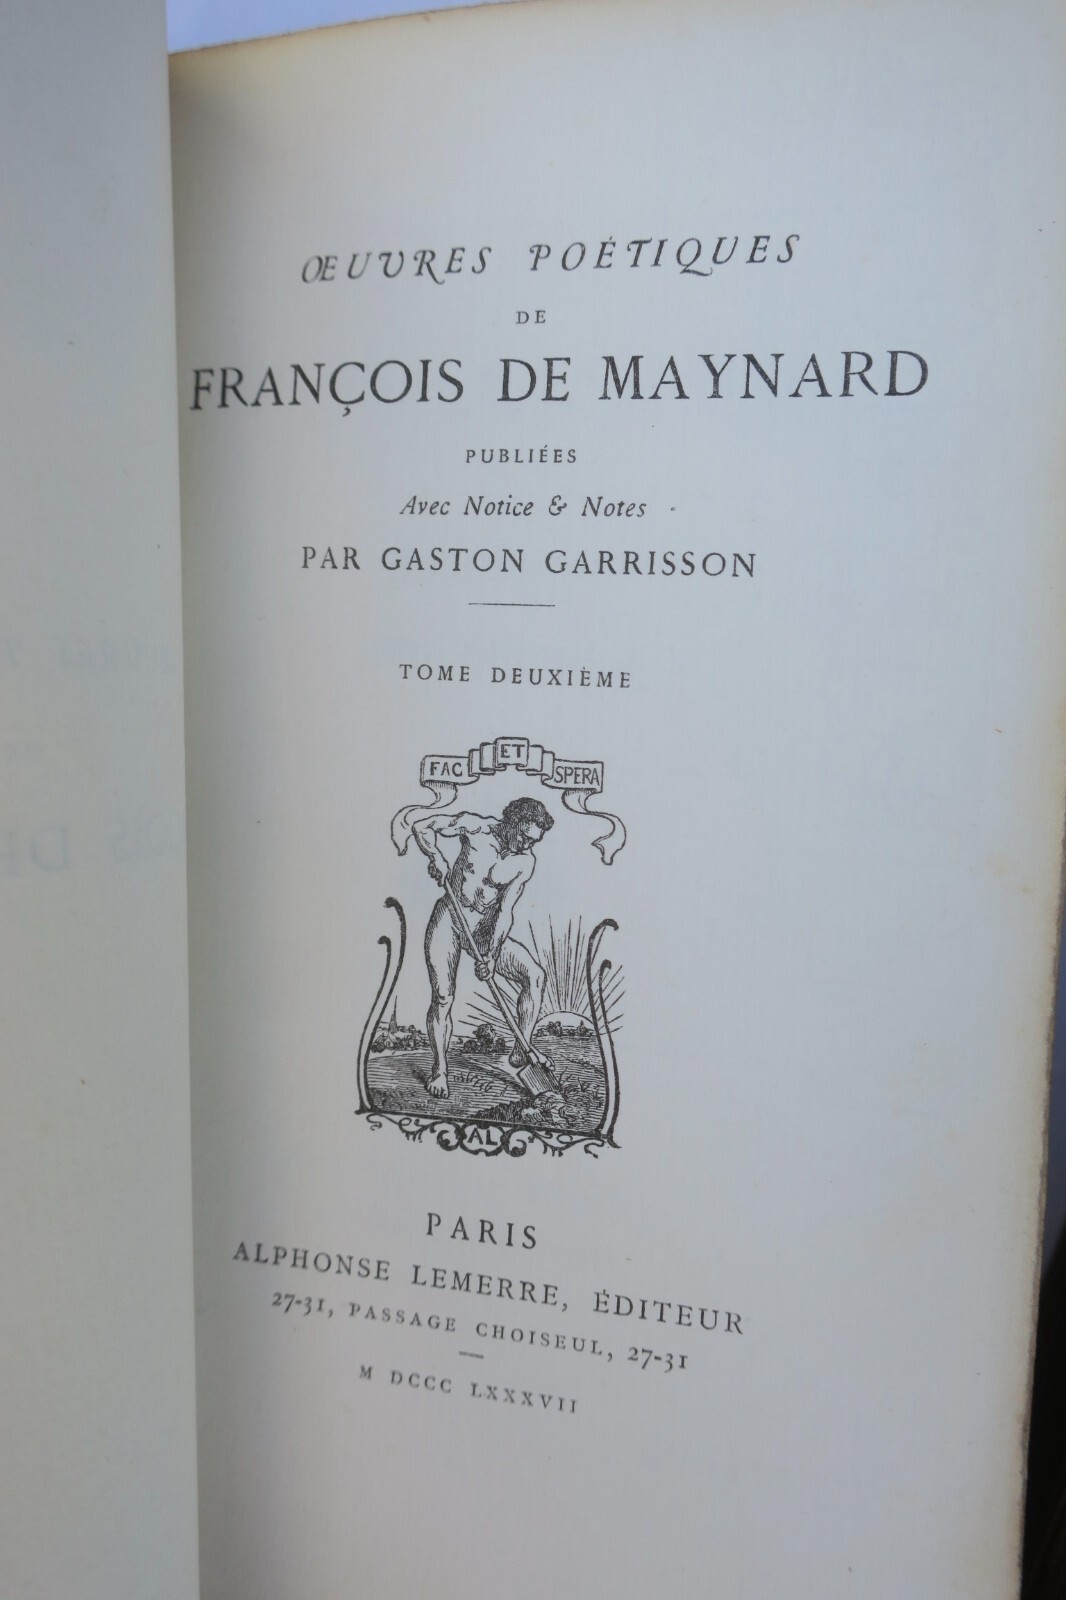 ŒUVRES POÉTIQUES
DE
FRANÇOIS DE MAYNARD
PUBLIÉES
Avec Notice & Notes
PAR GASTON GARRISSON
TOME DEUXIÈME
FAC ET SPERA
AL
PARIS
ALPHONSE LEMERRE, ÉDITEUR
27-31, PASSAGE CHOISEUL, 27-31
M DCCC LXXXVII